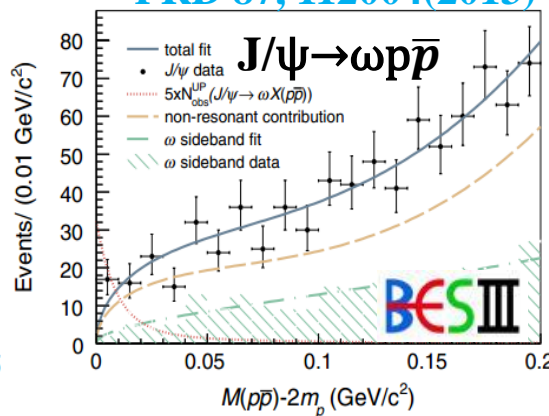 J/ψ→ωpp̅
total fit
J/ψ data
5xN^UP_obs(J/ψ→ωX(pp̅))
non-resonant contribution
ω sideband fit
ω sideband data
Events/ (0.01 GeV/c²)
80
70
60
50
40
30
20
10
0
BESIII
0 0.05 0.1 0.15 0.2
M(pp̅)-2m_p (GeV/c²)